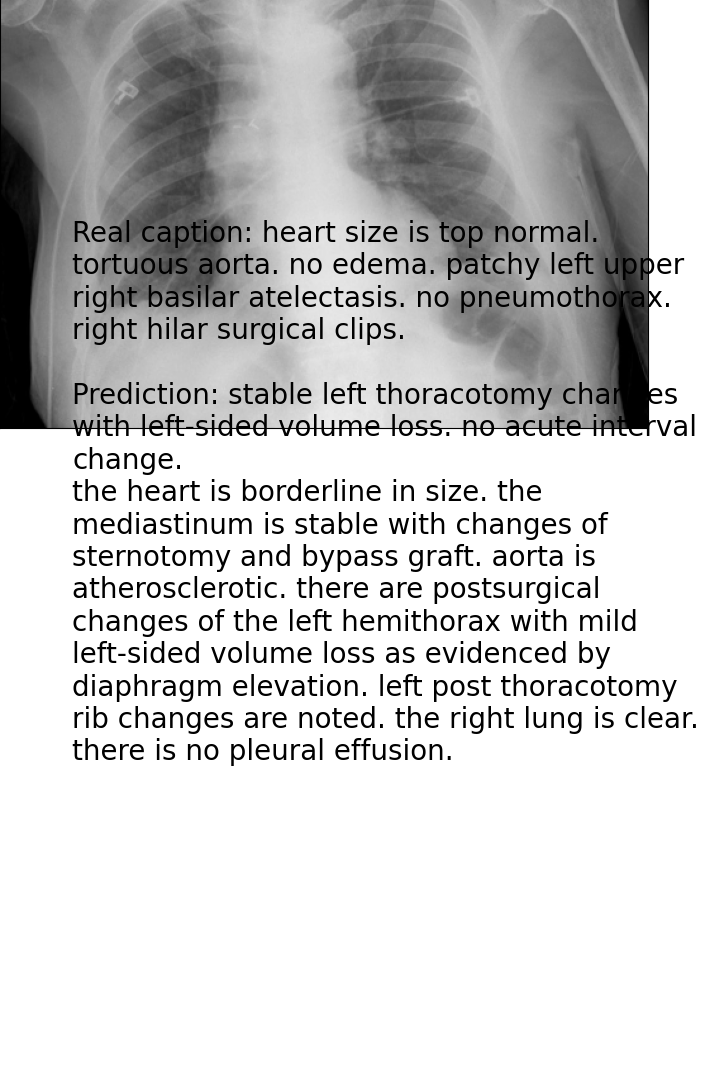 Real caption: heart size is top normal.
tortuous aorta. no edema. patchy left upper
right basilar atelectasis. no pneumothorax.
right hilar surgical clips.
Prediction: stable left thoracotomy changes
with left-sided volume loss. no acute interval
change.
the heart is borderline in size. the
mediastinum is stable with changes of
sternotomy and bypass graft. aorta is
atherosclerotic. there are postsurgical
changes of the left hemithorax with mild
left-sided volume loss as evidenced by
diaphragm elevation. left post thoracotomy
rib changes are noted. the right lung is clear.
there is no pleural effusion.